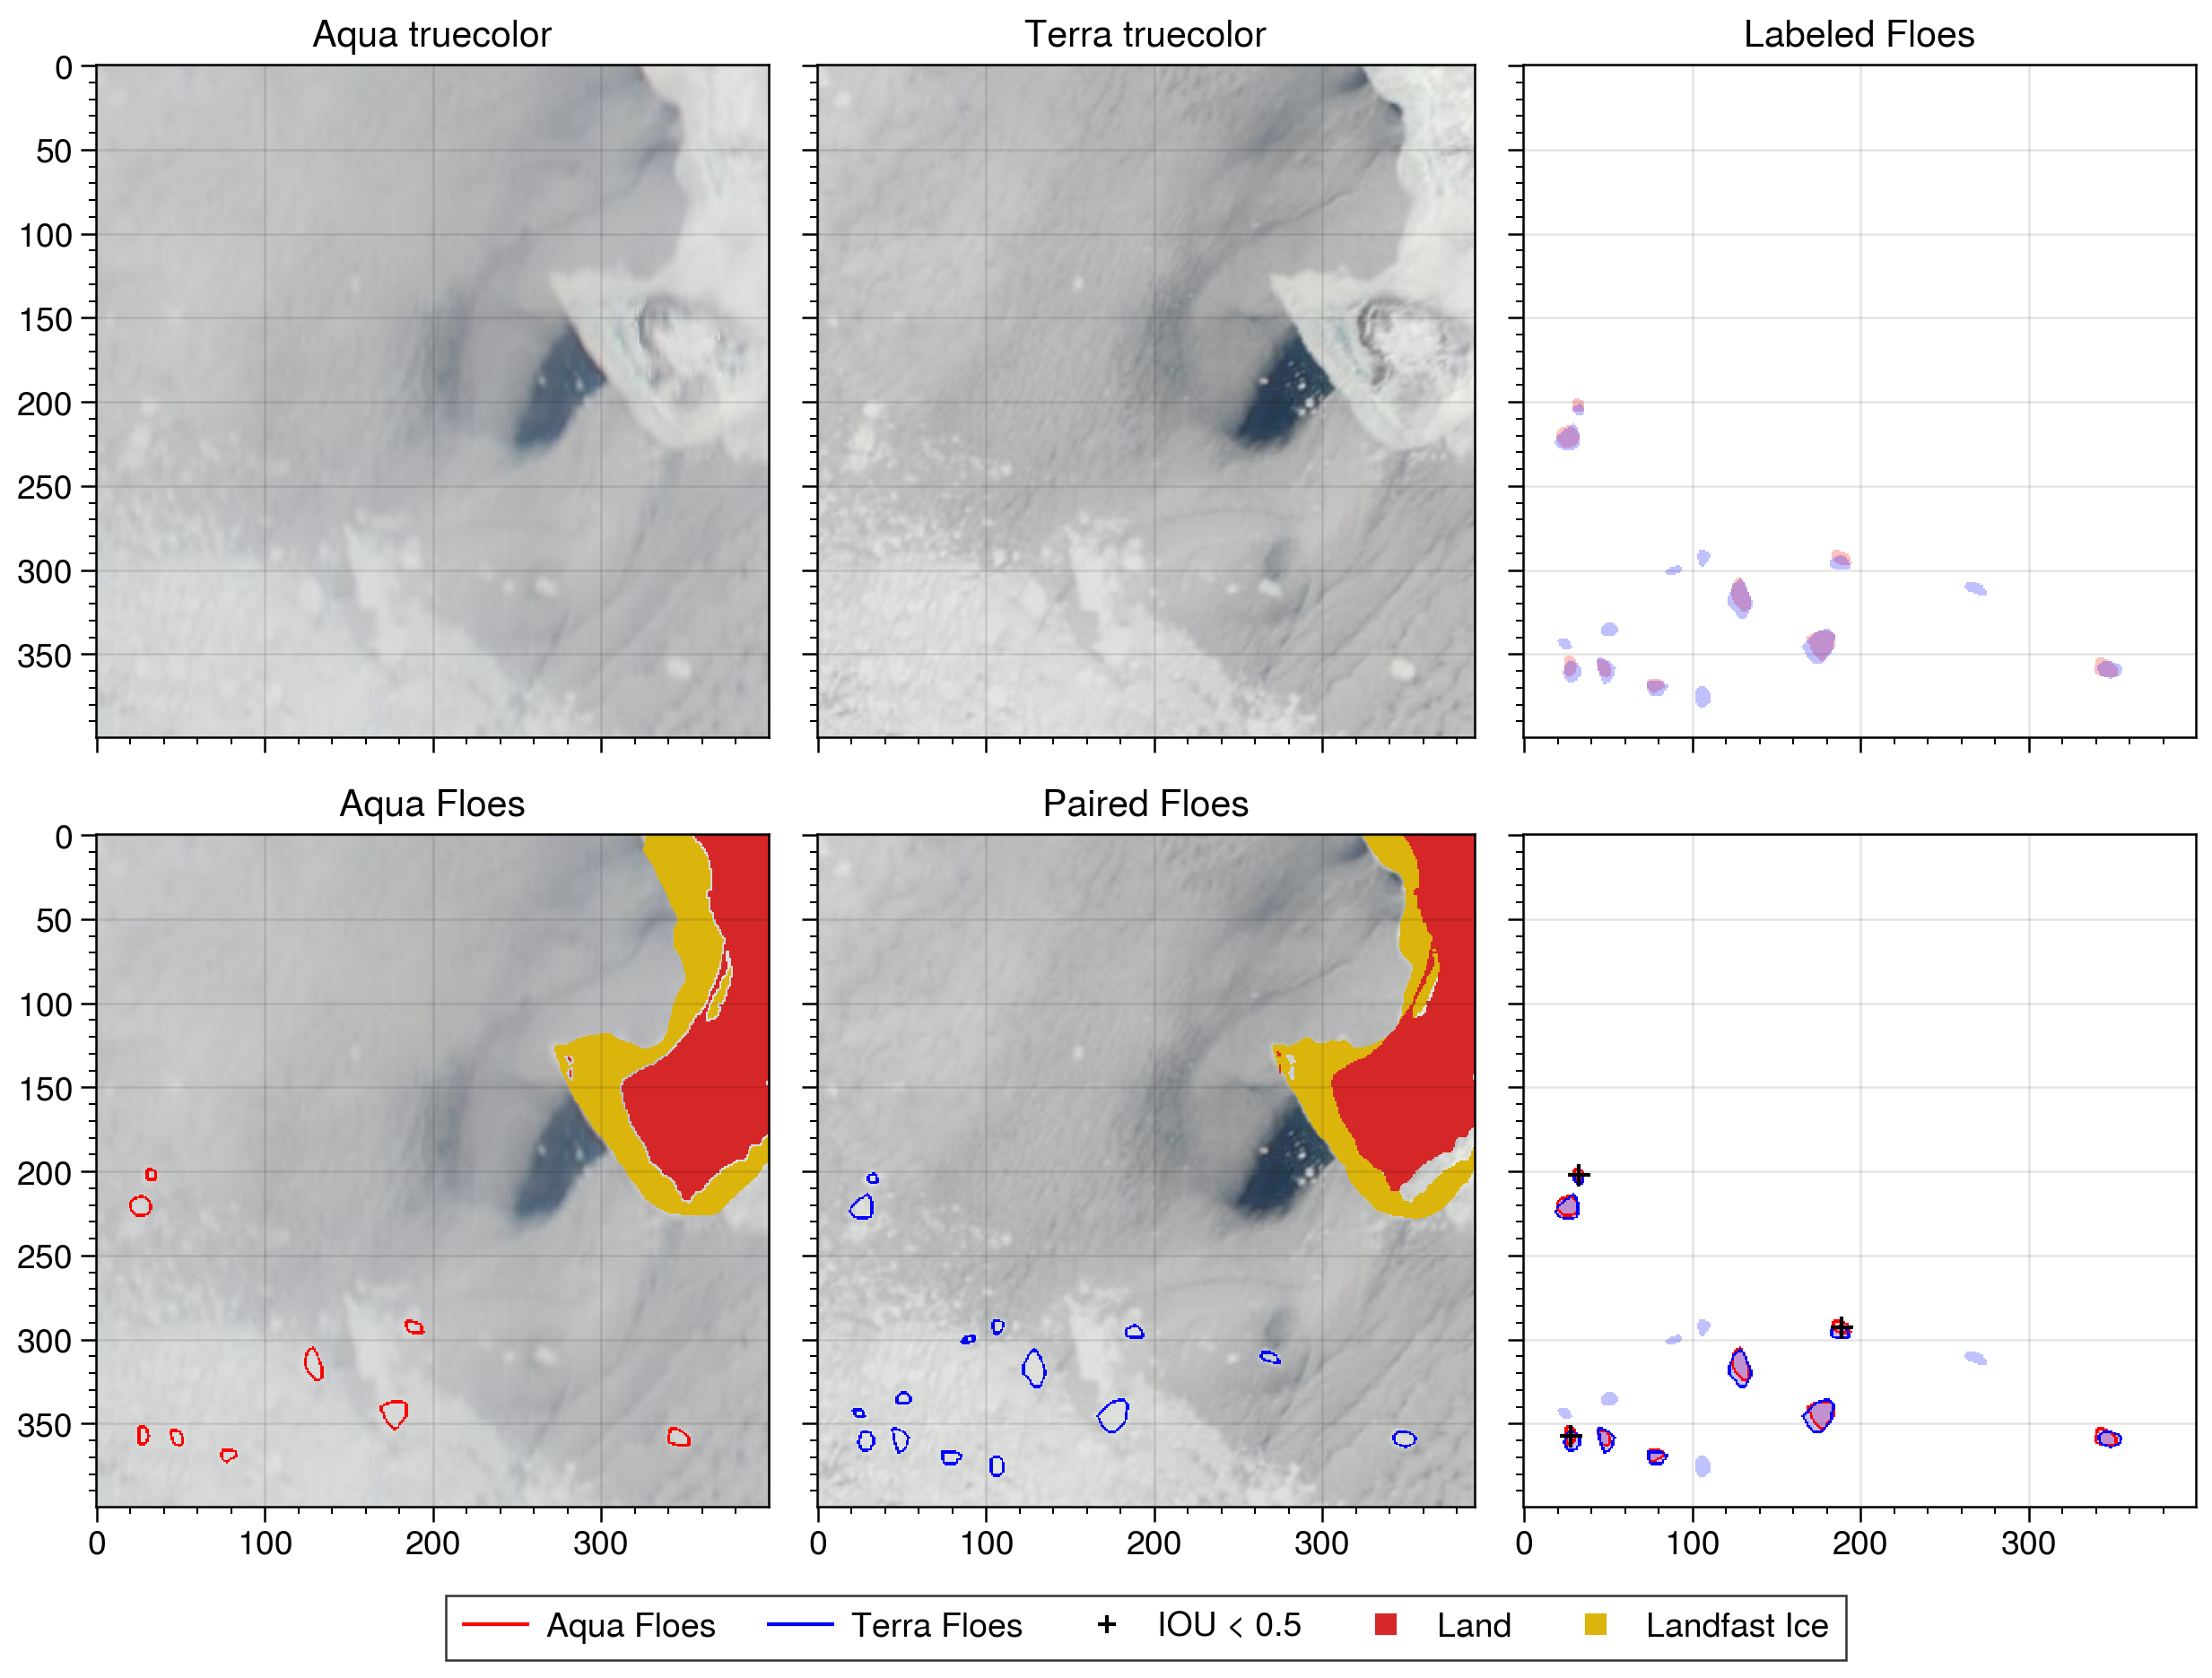 Aqua truecolor
Terra truecolor
Labeled Floes
0
50
100
150
200
250
300
350
Aqua Floes
Paired Floes
0
50
100
150
200
250
300
350
0 100 200 300
0 100 200 300
0 100 200 300
Aqua Floes Terra Floes IOU < 0.5 Land Landfast Ice